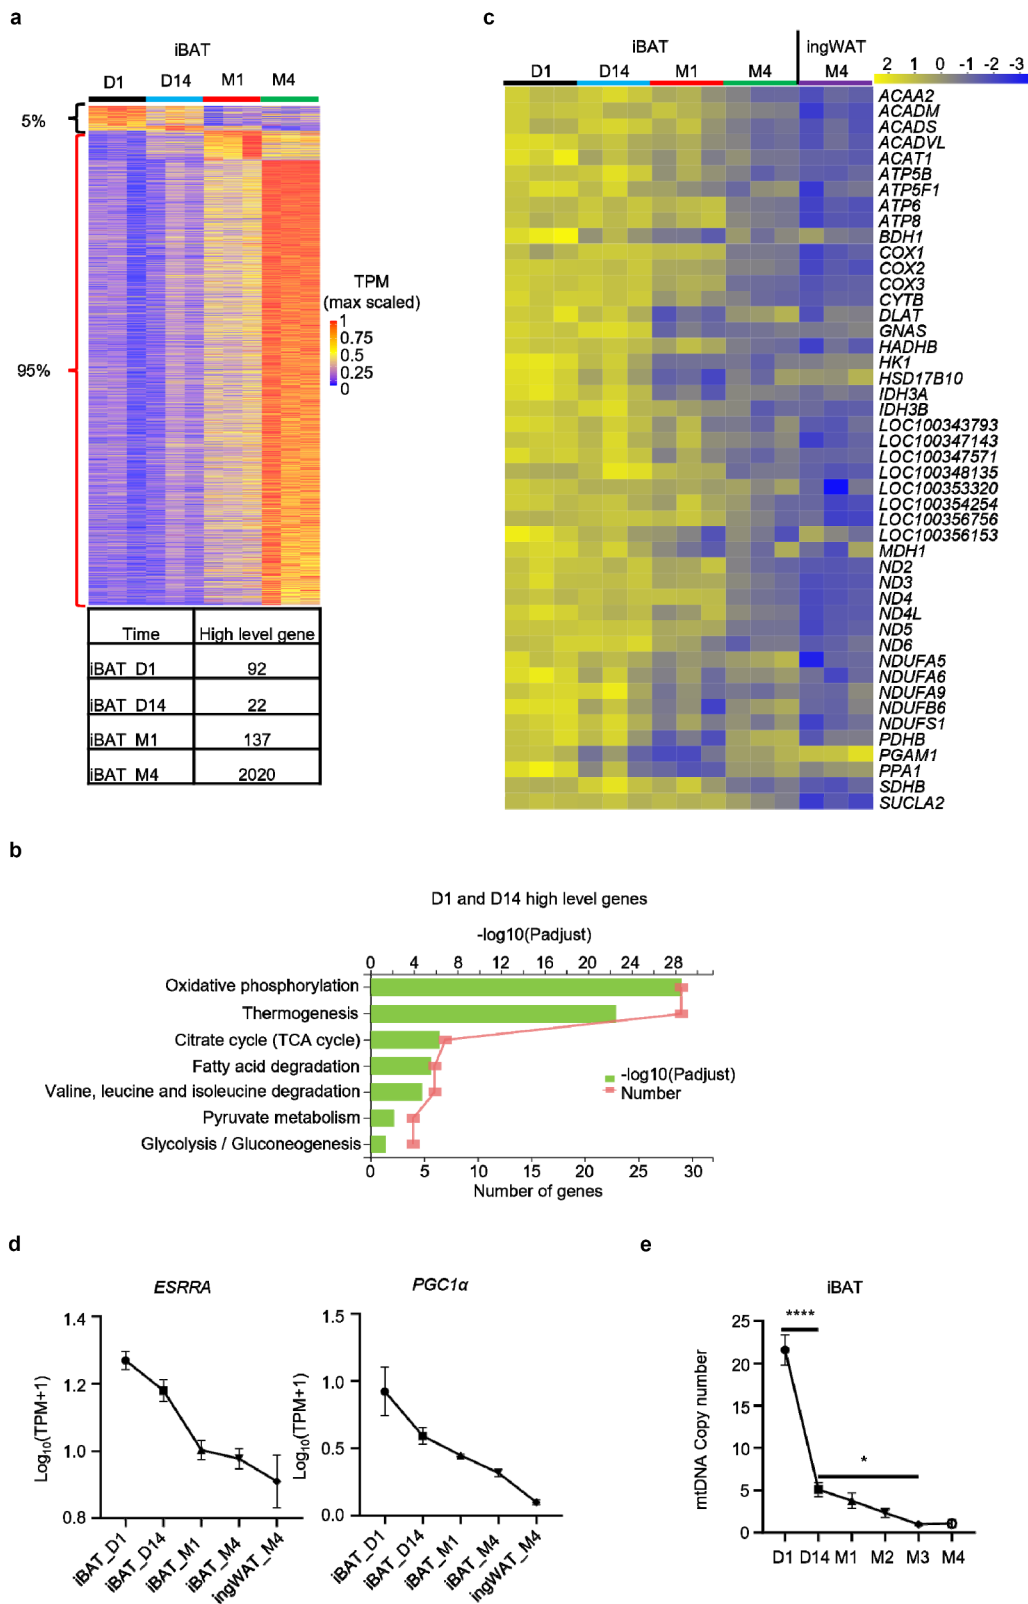 a
iBAT
D1 D14 M1 M4
5%
95%
TPM
(max scaled)
1
0.75
0.5
0.25
0
Time High level gene
iBAT D1 92
iBAT D14 22
iBAT M1 137
iBAT M4 2020
c
iBAT ingWAT
D1 D14 M1 M4 M4
2 1 0 -1 -2 -3
ACAA2
ACADM
ACADS
ACADVL
ACAT1
ATP5B
ATP5F1
ATP6
ATP8
BDH1
COX1
COX2
COX3
CYTB
DLAT
GNAS
HADHB
HK1
HSD17B10
IDH3A
IDH3B
LOC100343793
LOC100347143
LOC100347571
LOC100348135
LOC100353320
LOC100354254
LOC100356756
LOC100356153
MDH1
ND2
ND3
ND4
ND4L
ND5
ND6
NDUFA5
NDUFA6
NDUFA9
NDUFB6
NDUFS1
PDHB
PGAM1
PPA1
SDHB
SUCLA2
b
D1 and D14 high level genes
-log10(Padjust)
0 4 6 8 12 16 20 24 28
Oxidative phosphorylation
Thermogenesis
Citrate cycle (TCA cycle)
Fatty acid degradation
Valine, leucine and isoleucine degradation
Pyruvate metabolism
Glycolysis / Gluconeogenesis
-log10(Padjust)
Number
0 5 10 15 20 25 30
Number of genes
d
ESRRA
Log10(TPM+1)
1.4
1.2
1.0
0.8
iBAT_D1
iBAT_D14
iBAT_M1
iBAT_M4
ingWAT_M4
PGC1α
Log10(TPM+1)
1.5
1.0
0.5
0.0
iBAT_D1
iBAT_D14
iBAT_M1
iBAT_M4
ingWAT_M4
e
iBAT
mtDNA Copy number
25
20
15
10
5
0
****
*
D1 D14 M1 M2 M3 M4